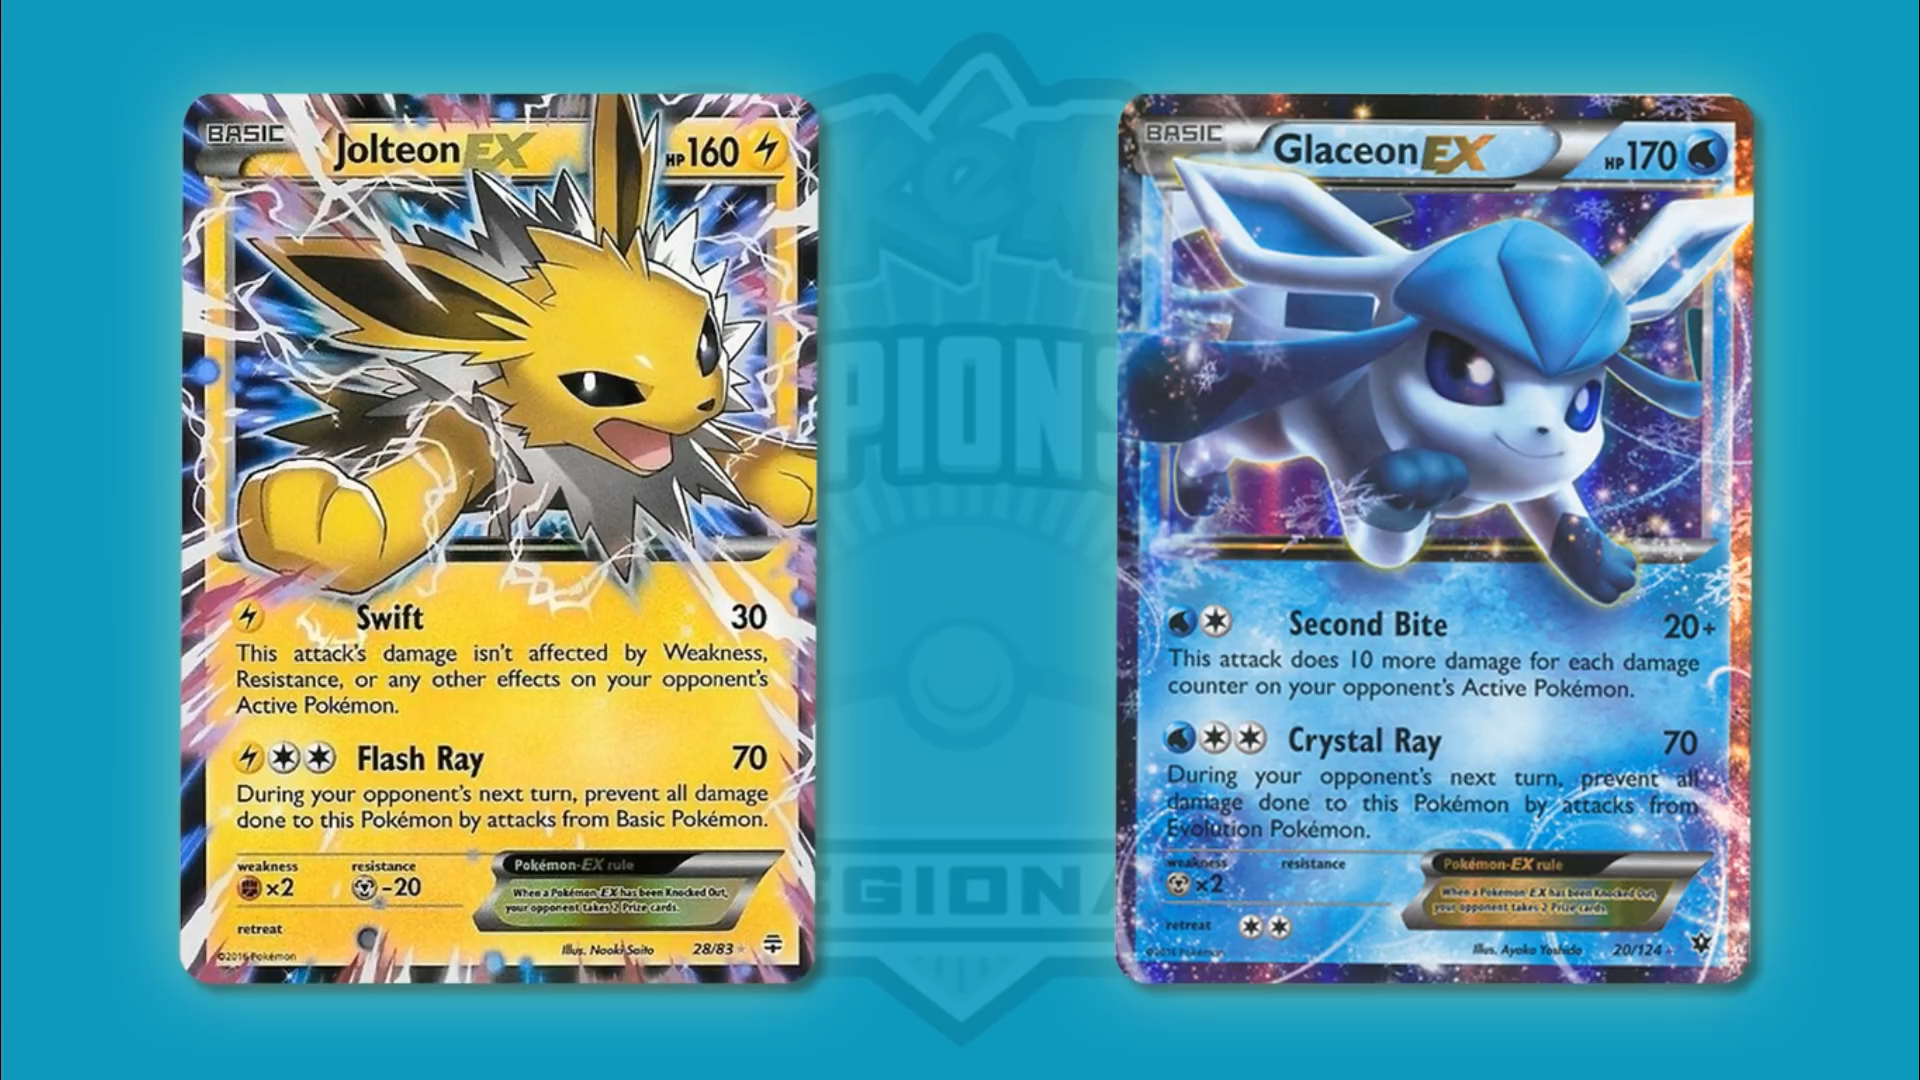 BASIC
Jolteon EX
HP 160
Swift 30
This attack's damage isn't affected by Weakness,
Resistance, or any other effects on your opponent's
Active Pokémon.
Flash Ray 70
During your opponent's next turn, prevent all damage
done to this Pokémon by attacks from Basic Pokémon.
weakness resistance
×2 -20
retreat
Pokémon-EX rule
When a Pokémon-EX has been Knocked Out,
your opponent takes 2 Prize cards.
©2016 Pokémon
Illus. Naoki Saito 28/83
BASIC
Glaceon EX
HP 170
Second Bite 20+
This attack does 10 more damage for each damage
counter on your opponent's Active Pokémon.
Crystal Ray 70
During your opponent's next turn, prevent all
damage done to this Pokémon by attacks from
Evolution Pokémon.
weakness resistance
×2
retreat
Pokémon-EX rule
When a Pokémon-EX has been Knocked Out,
your opponent takes 2 Prize cards.
©2016 Pokémon
Illus. Ayaka Yoshida 20/124
PIONS
EGIONA